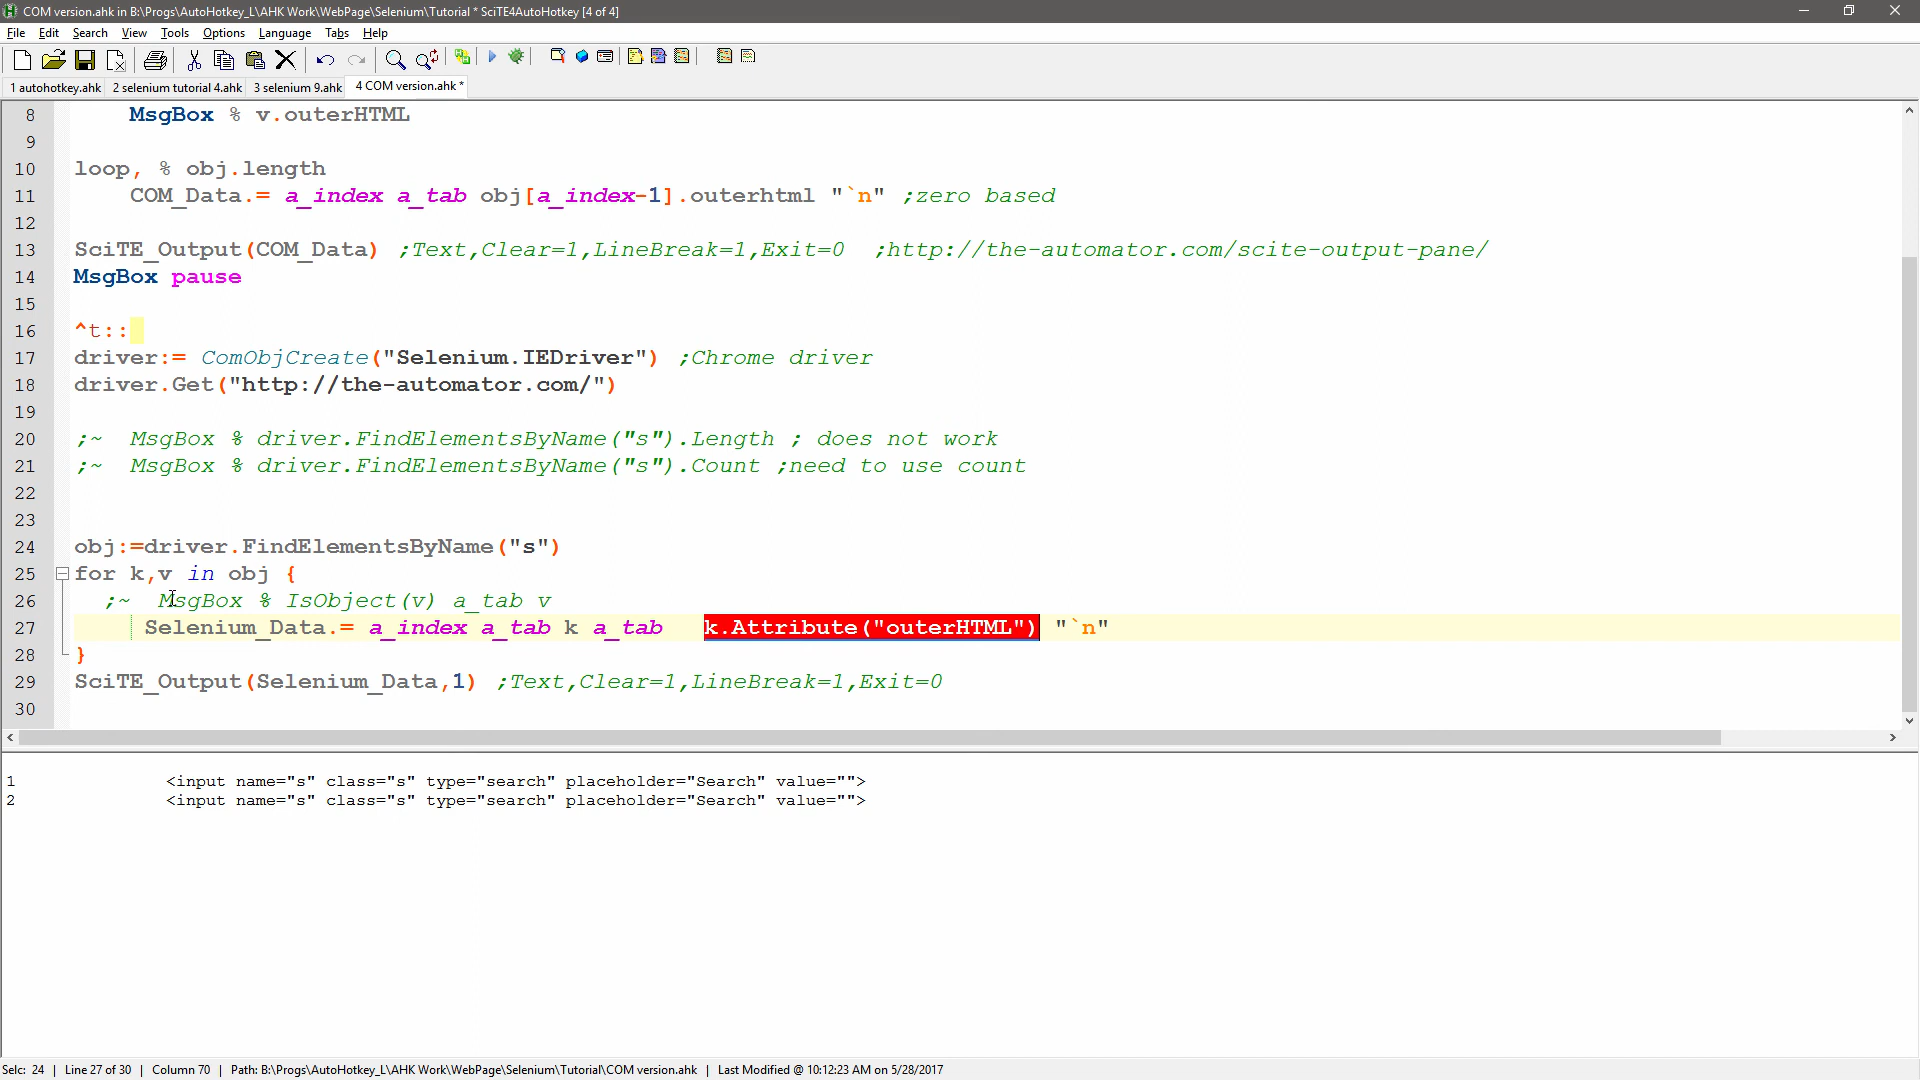 COM version.ahk in B:\Progs\AutoHotkey_L\AHK Work\WebPage\Selenium\Tutorial * SciTE4AutoHotkey [4 of 4]
File Edit Search View Tools Options Language Tabs Help
1 autohotkey.ahk 2 selenium tutorial 4.ahk 3 selenium 9.ahk 4 COM version.ahk *
8 MsgBox % v.outerHTML
9
10 loop, % obj.length
11 COM_Data.= a_index a_tab obj[a_index-1].outerhtml "`n" ;zero based
12
13 SciTE_Output(COM_Data) ;Text,Clear=1,LineBreak=1,Exit=0 ;http://the-automator.com/scite-output-pane/
14 MsgBox pause
15
16 ^t::
17 driver:= ComObjCreate("Selenium.IEDriver") ;Chrome driver
18 driver.Get("http://the-automator.com/")
19
20 ;~ MsgBox % driver.FindElementsByName("s").Length ; does not work
21 ;~ MsgBox % driver.FindElementsByName("s").Count ;need to use count
22
23
24 obj:=driver.FindElementsByName("s")
25 for k,v in obj {
26 ;~ MsgBox % IsObject(v) a_tab v
27 Selenium_Data.= a_index a_tab k a_tab k.Attribute("outerHTML") "`n"
28 }
29 SciTE_Output(Selenium_Data,1) ;Text,Clear=1,LineBreak=1,Exit=0
30
1 <input name="s" class="s" type="search" placeholder="Search" value="">
2 <input name="s" class="s" type="search" placeholder="Search" value="">
Selc: 24 | Line 27 of 30 | Column 70 | Path: B:\Progs\AutoHotkey_L\AHK Work\WebPage\Selenium\Tutorial\COM version.ahk | Last Modified @ 10:12:23 AM on 5/28/2017